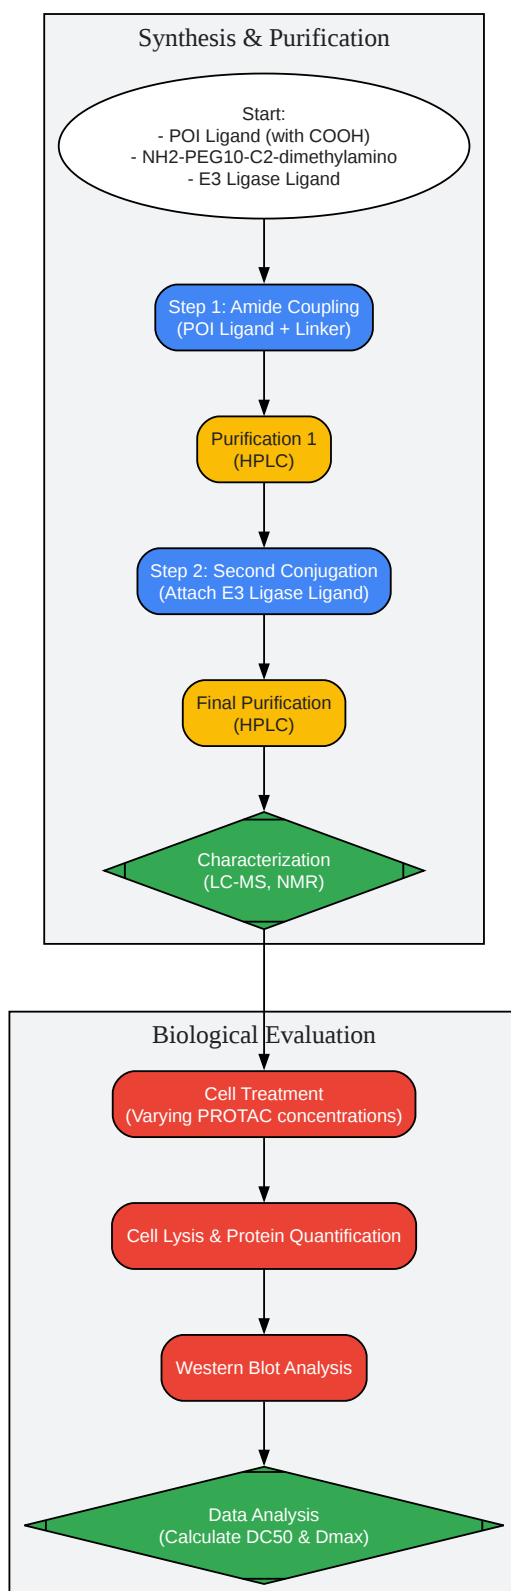 Synthesis & Purification
Start:
- POI Ligand (with COOH)
- NH2-PEG10-C2-dimethylamino
- E3 Ligase Ligand
Step 1: Amide Coupling
(POI Ligand + Linker)
Purification 1
(HPLC)
Step 2: Second Conjugation
(Attach E3 Ligase Ligand)
Final Purification
(HPLC)
Characterization
(LC-MS, NMR)
Biological Evaluation
Cell Treatment
(Varying PROTAC concentrations)
Cell Lysis & Protein Quantification
Western Blot Analysis
Data Analysis
(Calculate DC50 & Dmax)